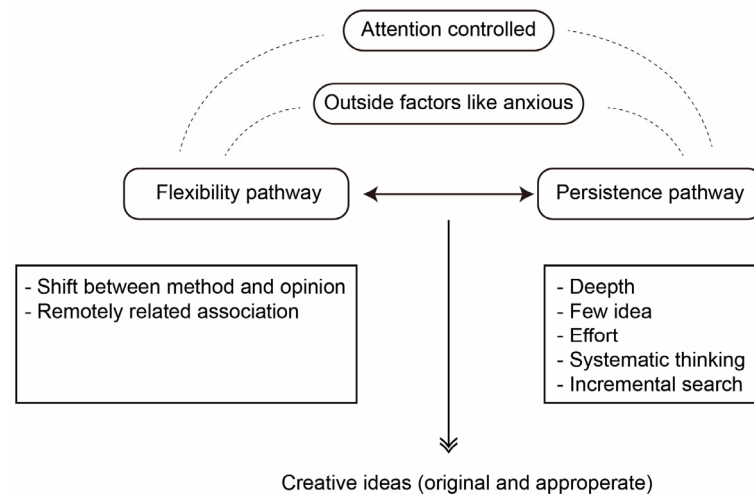 Attention controlled
Outside factors like anxious
Flexibility pathway
Persistence pathway
- Shift between method and opinion
- Remotely related association
- Deepth
- Few idea
- Effort
- Systematic thinking
- Incremental search
Creative ideas (original and approperate)